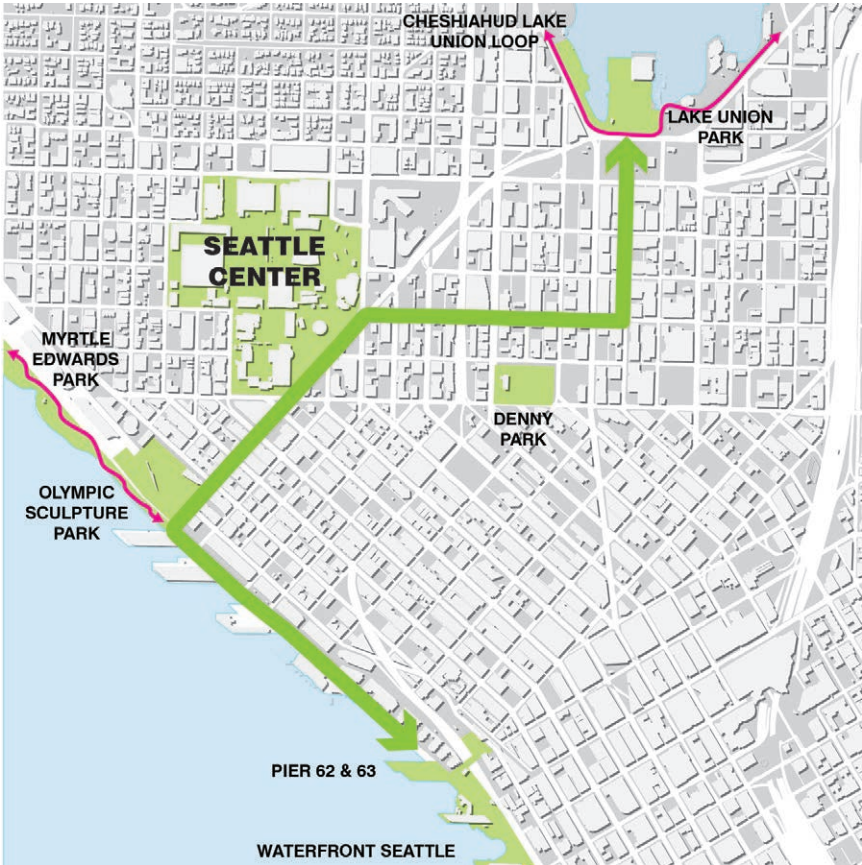 CHESHIAHUD LAKE
UNION LOOP
LAKE UNION
PARK
SEATTLE
CENTER
MYRTLE
EDWARDS
PARK
DENNY
PARK
OLYMPIC
SCULPTURE
PARK
PIER 62 & 63
WATERFRONT SEATTLE